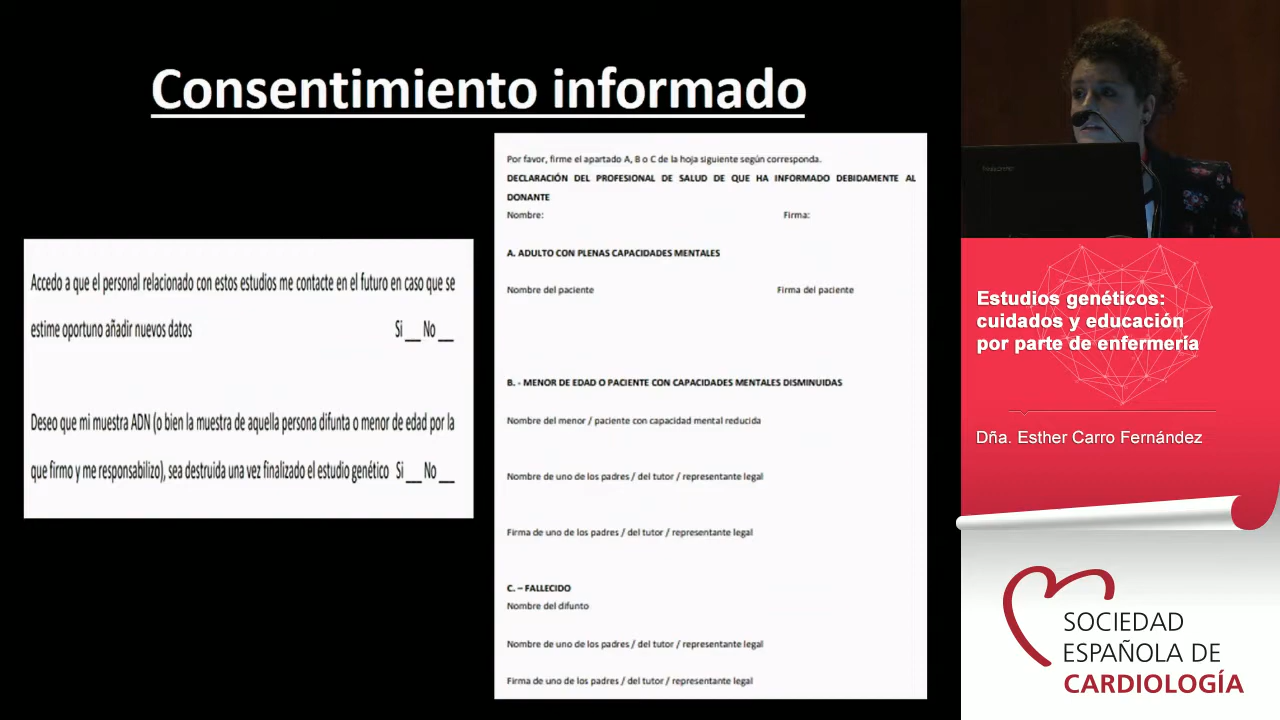 Consentimiento informado
Accedo a que el personal relacionado con estos estudios me contacte en el futuro en caso que se
estime oportuno añadir nuevos datos Si __ No __
Deseo que mi muestra ADN (o bien la muestra de aquella persona difunta o menor de edad por la
que firmo y me responsabilizo), sea destruida una vez finalizado el estudio genético Si __ No __
Por favor, firme el apartado A, B o C de la hoja siguiente según corresponda.
DECLARACIÓN DEL PROFESIONAL DE SALUD DE QUE HA INFORMADO DEBIDAMENTE AL
DONANTE
Nombre: Firma:
A. ADULTO CON PLENAS CAPACIDADES MENTALES
Nombre del paciente Firma del paciente
B. - MENOR DE EDAD O PACIENTE CON CAPACIDADES MENTALES DISMINUIDAS
Nombre del menor / paciente con capacidad mental reducida
Nombre de uno de los padres / del tutor / representante legal
Firma de uno de los padres / del tutor / representante legal
C. – FALLECIDO
Nombre del difunto
Nombre de uno de los padres / del tutor / representante legal
Firma de uno de los padres / del tutor / representante legal
Estudios genéticos:
cuidados y educación
por parte de enfermería
Dña. Esther Carro Fernández
SOCIEDAD
ESPAÑOLA DE
CARDIOLOGÍA